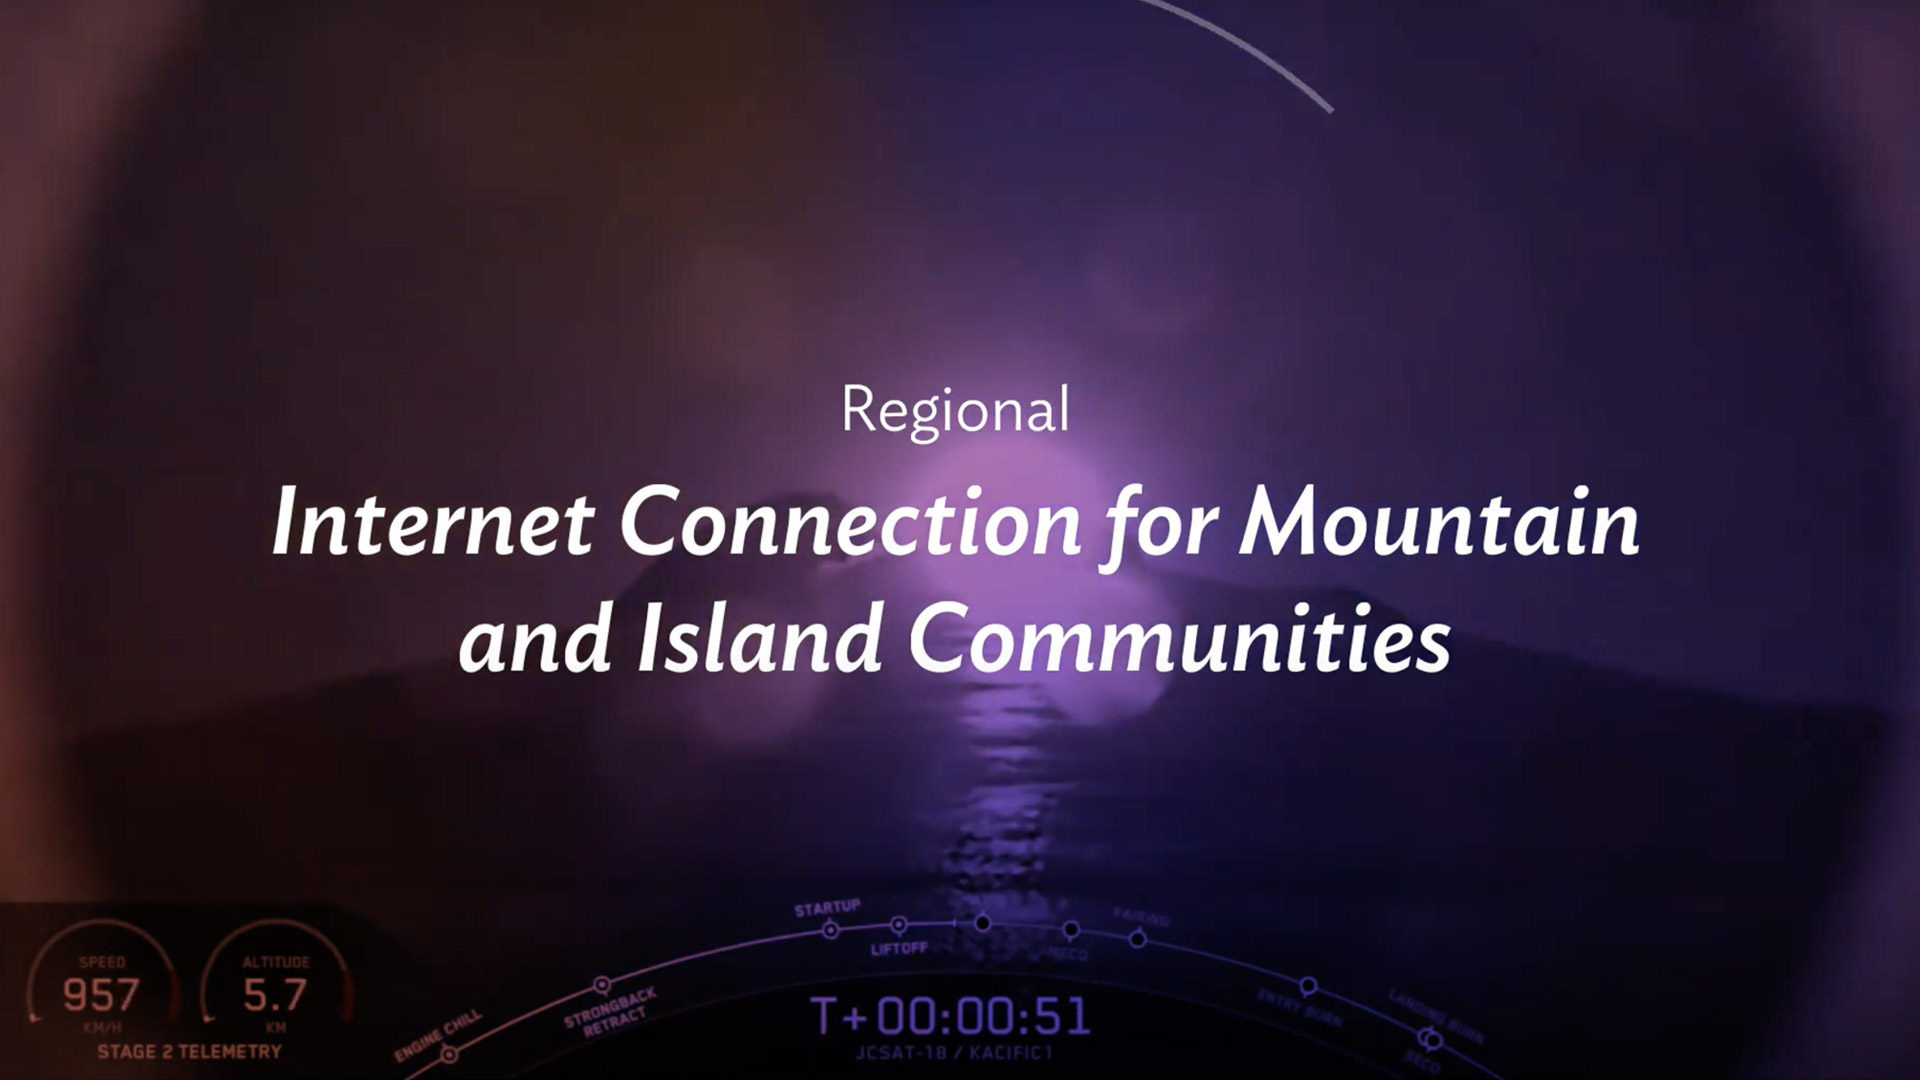 Regional
Internet Connection for Mountain
and Island Communities
STARTUP
LIFTOFF
MECO
FAIRING
ENGINE CHILL
STRONGBACK
RETRACT
ENTRY BURN
LANDING BURN
SECO
SPEED
957
KM/H
ALTITUDE
5.7
KM
STAGE 2 TELEMETRY
T+00:00:51
JCSAT-18 / KACIFIC1